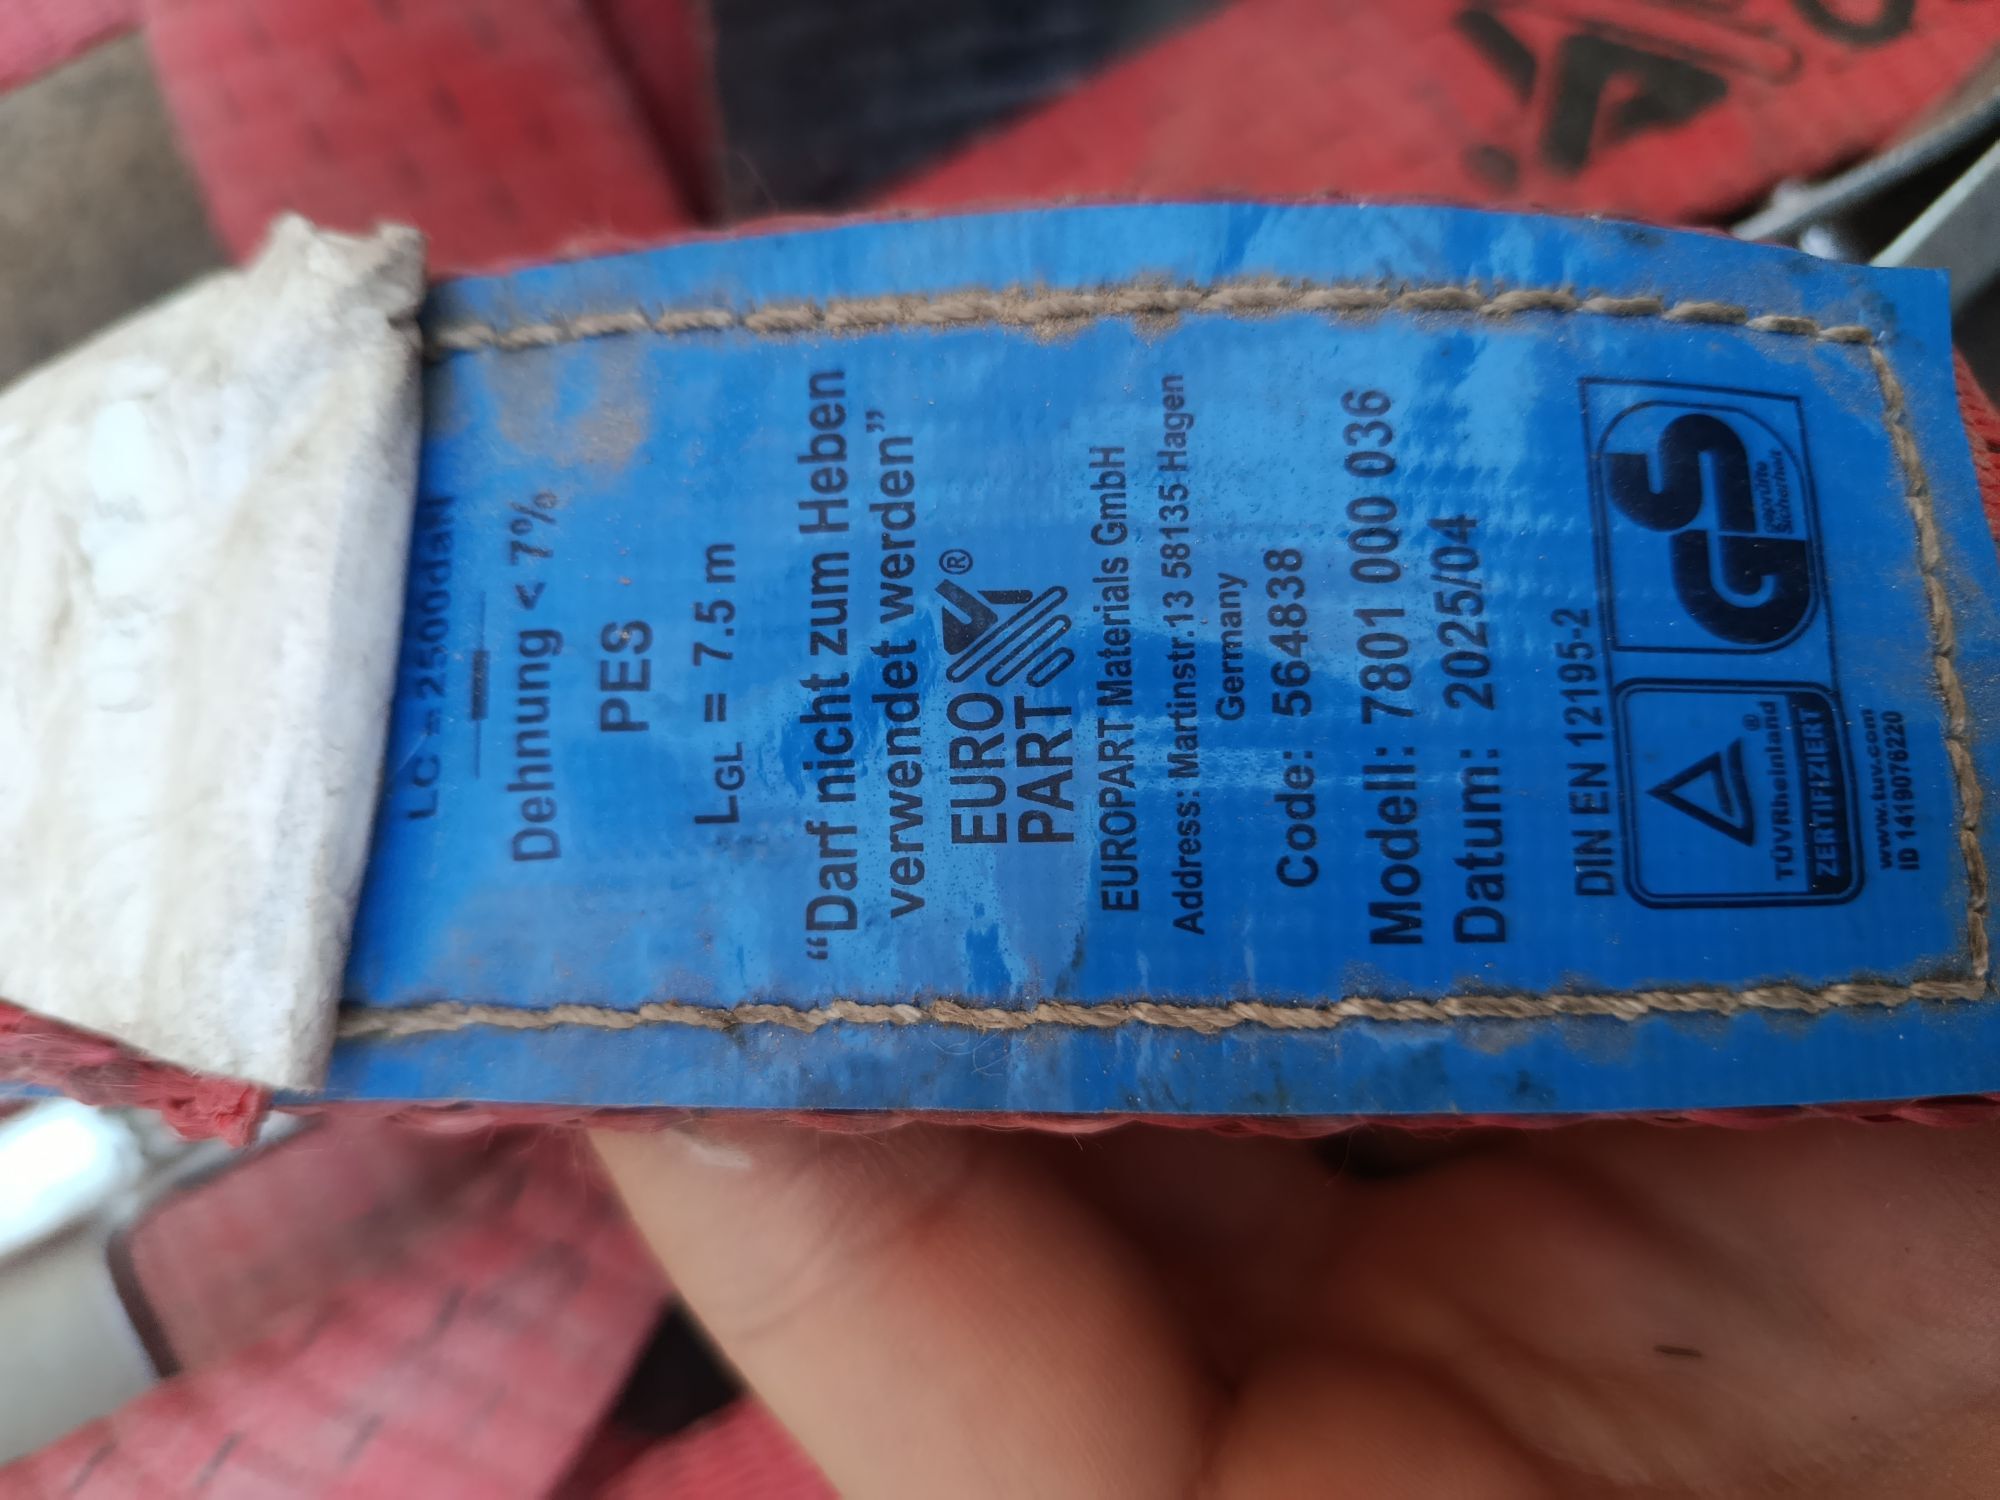 LC = 2500daN
Dehnung < 7%
PES
LGL = 7.5 m
“Darf nicht zum Heben
verwendet werden”
EURO
PART®
EUROPART Materials GmbH
Address: Martinstr.13 58135 Hagen
Germany
Code: 564838
Modell: 7801 000 036
Datum: 2025/04
DIN EN 12195-2
TÜVRheinland®
ZERTIFIZIERT
GS
geprüfte
Sicherheit
www.tuv.com
ID 1419076220